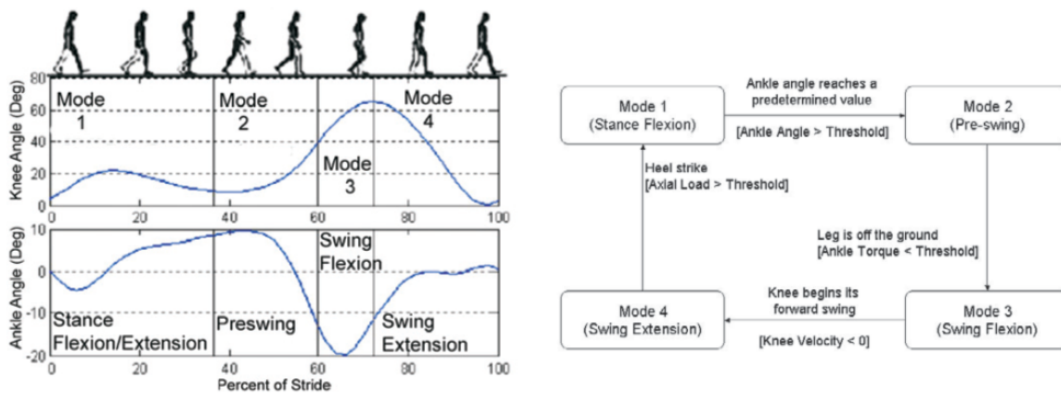 80
60
40
20
0
Knee Angle (Deg)
Mode
1
Mode
2
Mode
3
Mode
4
0
20
40
60
80
100
10
0
-10
-20
Ankle Angle (Deg)
Stance
Flexion/Extension
Preswing
Swing
Flexion
Swing
Extension
0
20
40
60
80
100
Percent of Stride
Mode 1
(Stance Flexion)
Ankle angle reaches a
predetermined value
[Ankle Angle > Threshold]
Mode 2
(Pre-swing)
Heel strike
[Axial Load > Threshold]
Leg is off the ground
[Ankle Torque < Threshold]
Mode 4
(Swing Extension)
Knee begins its
forward swing
[Knee Velocity < 0]
Mode 3
(Swing Flexion)